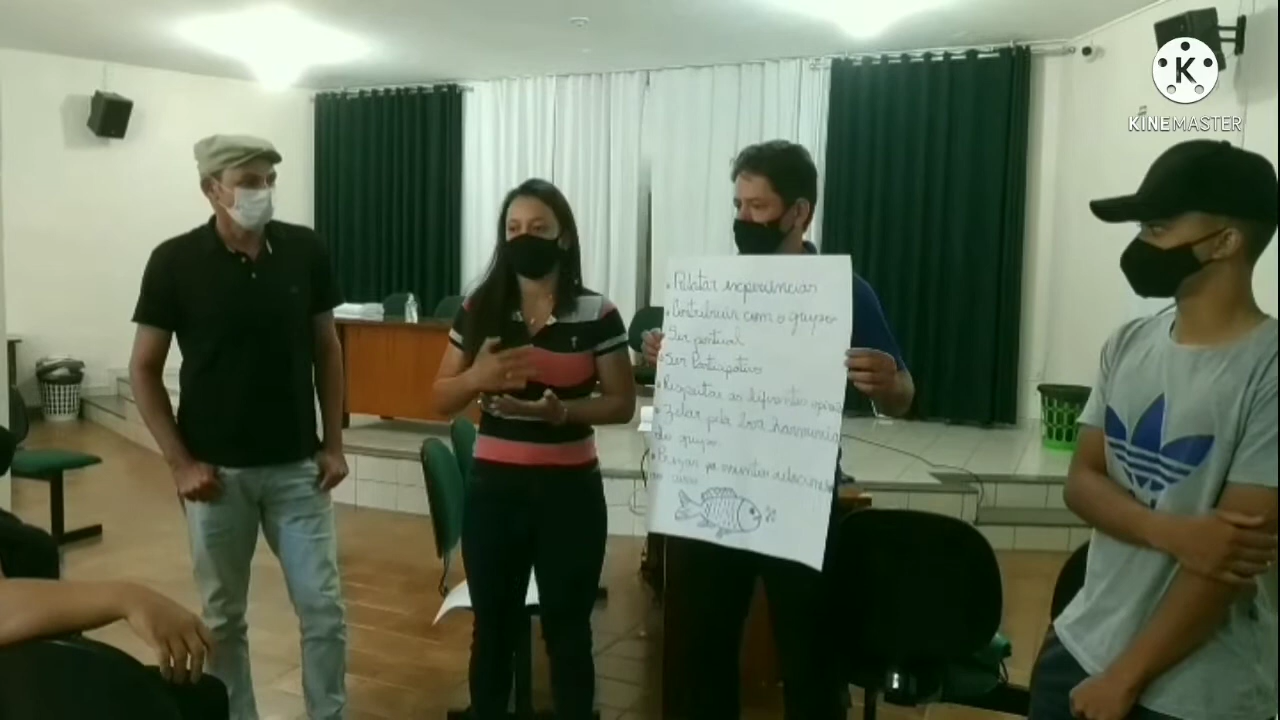 K
KINEMASTER
• Relatar experiências
• Contribuir com o grupo
• Ser pontual
• Ser Participativo
• Respeitar as diferentes
• Zelar pela boa harmonia
do grupo
• por